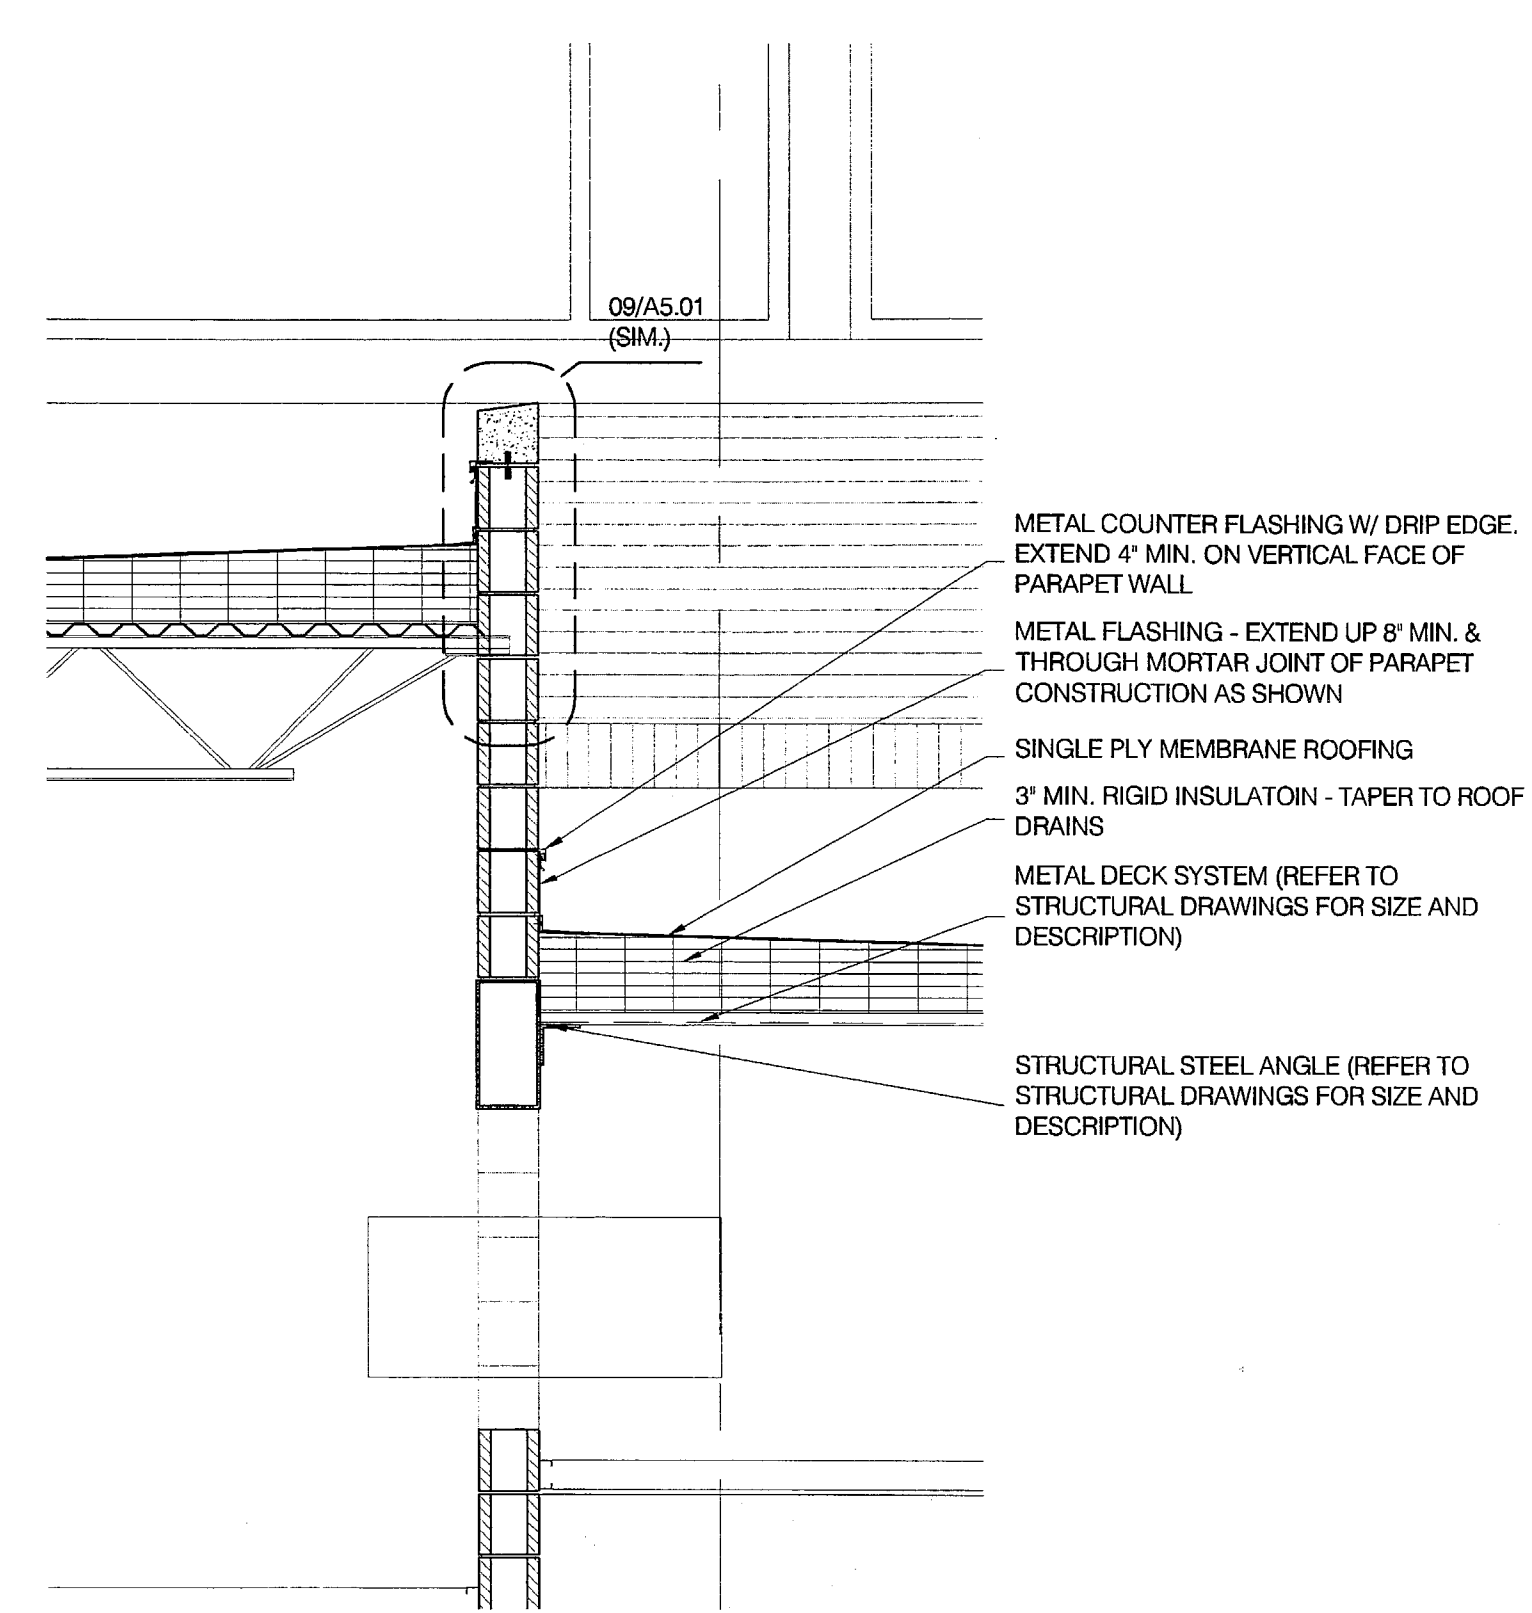 09/A5.01
(SIM.)
METAL COUNTER FLASHING W/ DRIP EDGE.
EXTEND 4" MIN. ON VERTICAL FACE OF
PARAPET WALL
METAL FLASHING - EXTEND UP 8" MIN. &
THROUGH MORTAR JOINT OF PARAPET
CONSTRUCTION AS SHOWN
SINGLE PLY MEMBRANE ROOFING
3" MIN. RIGID INSULATOIN - TAPER TO ROOF
DRAINS
METAL DECK SYSTEM (REFER TO
STRUCTURAL DRAWINGS FOR SIZE AND
DESCRIPTION)
STRUCTURAL STEEL ANGLE (REFER TO
STRUCTURAL DRAWINGS FOR SIZE AND
DESCRIPTION)